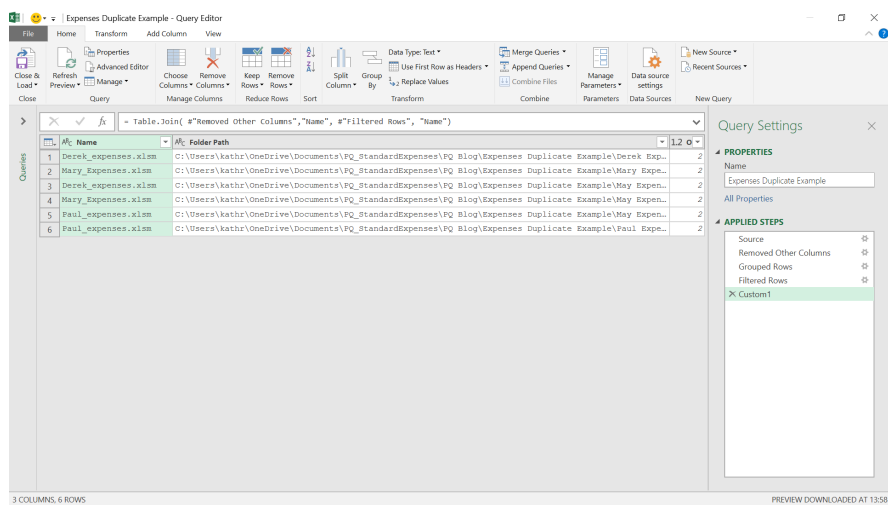 Expenses Duplicate Example - Query Editor
File Home Transform Add Column View
Close & Load
Close
Refresh Preview
Properties
Advanced Editor
Manage
Query
Choose Columns
Remove Columns
Manage Columns
Keep Rows
Remove Rows
Reduce Rows
Sort
Split Column
Group By
Data Type: Text
Use First Row as Headers
Replace Values
Transform
Merge Queries
Append Queries
Combine Files
Combine
Manage Parameters
Parameters
Data source settings
Data Sources
New Source
Recent Sources
New Query
Queries
fx = Table.Join( #"Removed Other Columns","Name", #"Filtered Rows", "Name")
Name Folder Path 1.2 o
1 Derek_expenses.xlsm C:\Users\kathr\OneDrive\Documents\PQ_StandardExpenses\PQ Blog\Expenses Duplicate Example\Derek Exp… 2
2 Mary_Expenses.xlsm C:\Users\kathr\OneDrive\Documents\PQ_StandardExpenses\PQ Blog\Expenses Duplicate Example\Mary Expe… 2
3 Derek_expenses.xlsm C:\Users\kathr\OneDrive\Documents\PQ_StandardExpenses\PQ Blog\Expenses Duplicate Example\May Expen… 2
4 Mary_Expenses.xlsm C:\Users\kathr\OneDrive\Documents\PQ_StandardExpenses\PQ Blog\Expenses Duplicate Example\May Expen… 2
5 Paul_expenses.xlsm C:\Users\kathr\OneDrive\Documents\PQ_StandardExpenses\PQ Blog\Expenses Duplicate Example\May Expen… 2
6 Paul_expenses.xlsm C:\Users\kathr\OneDrive\Documents\PQ_StandardExpenses\PQ Blog\Expenses Duplicate Example\Paul Expe… 2
Query Settings
PROPERTIES
Name
Expenses Duplicate Example
All Properties
APPLIED STEPS
Source
Removed Other Columns
Grouped Rows
Filtered Rows
Custom1
3 COLUMNS, 6 ROWS
PREVIEW DOWNLOADED AT 13:58